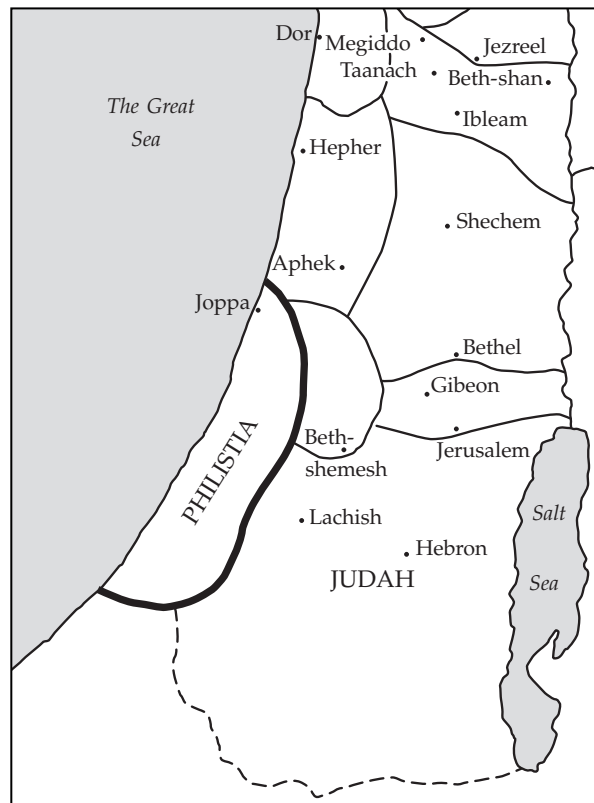 Dor
Megiddo
Jezreel
Taanach
Beth-shan
The Great
Sea
Ibleam
Hepher
Shechem
Aphek
Joppa
Bethel
Gibeon
PHILISTIA
Beth-
shemesh
Jerusalem
Lachish
Salt
Sea
Hebron
JUDAH